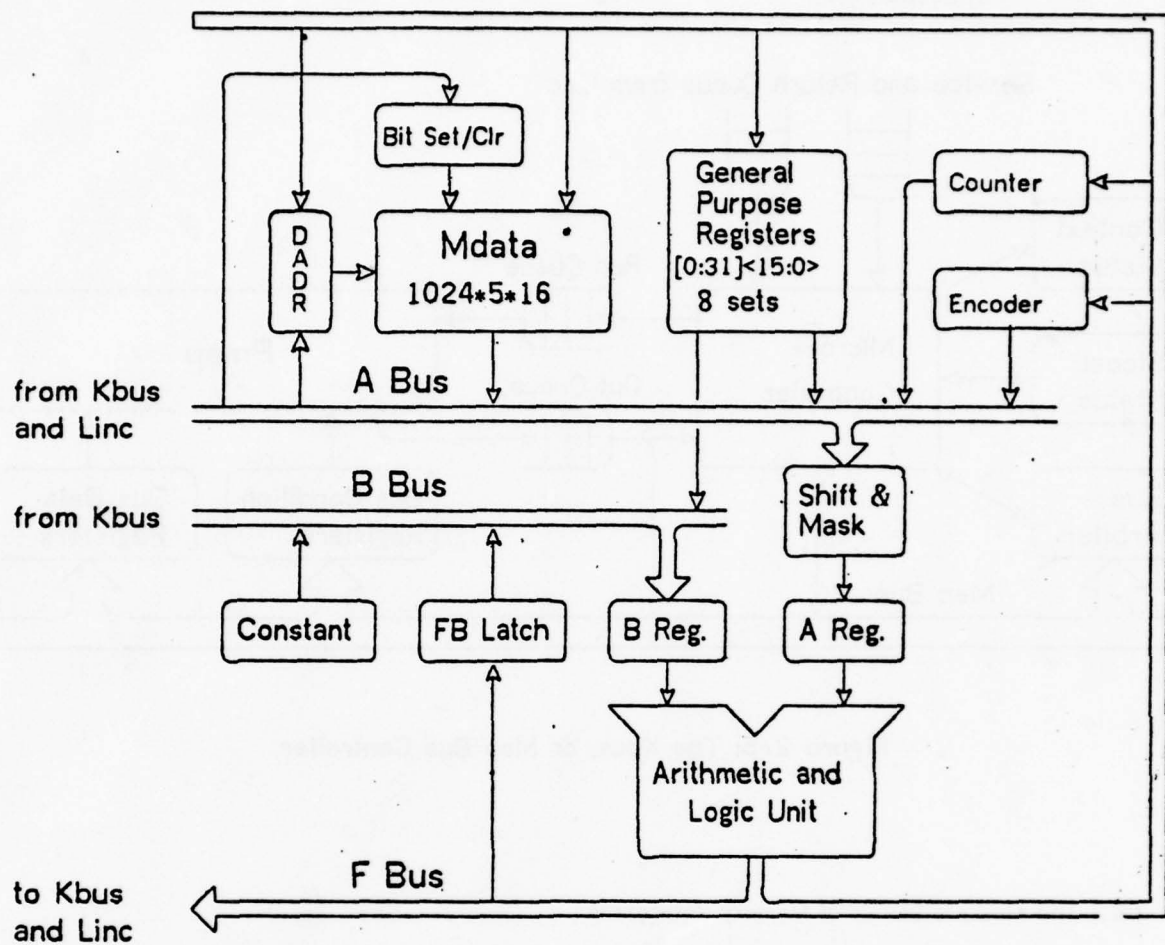 Bit Set/Clr
D
A
D
R
Mdata
1024*5*16
General
Purpose
Registers
[0:31]<15:0>
8 sets
Counter
Encoder
from Kbus
and Linc
A Bus
B Bus
from Kbus
Shift &
Mask
Constant
FB Latch
B Reg.
A Reg.
Arithmetic and
Logic Unit
F Bus
to Kbus
and Linc